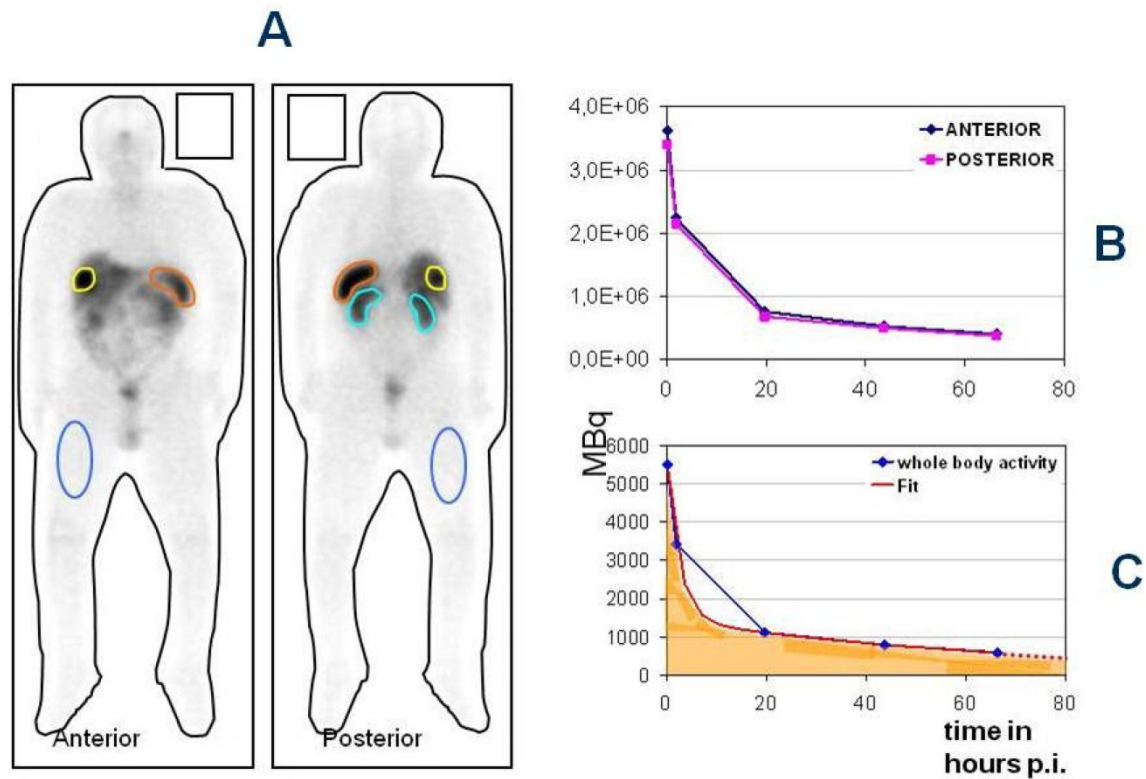 A
Anterior
Posterior
4,0E+06
3,0E+06
2,0E+06
1,0E+06
0,0E+00
ANTERIOR
POSTERIOR
0 20 40 60 80
B
MBq
6000
5000
4000
3000
2000
1000
0
whole body activity
Fit
0 20 40 60 80
C
time in
hours p.i.